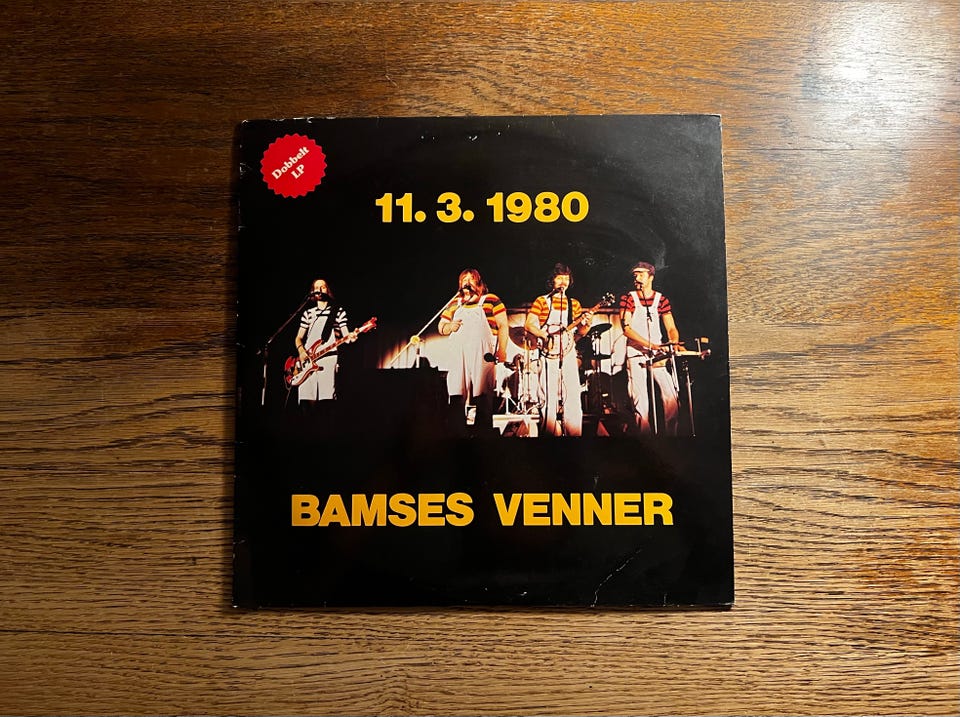 Dobbelt
LP
11. 3. 1980
BAMSES VENNER